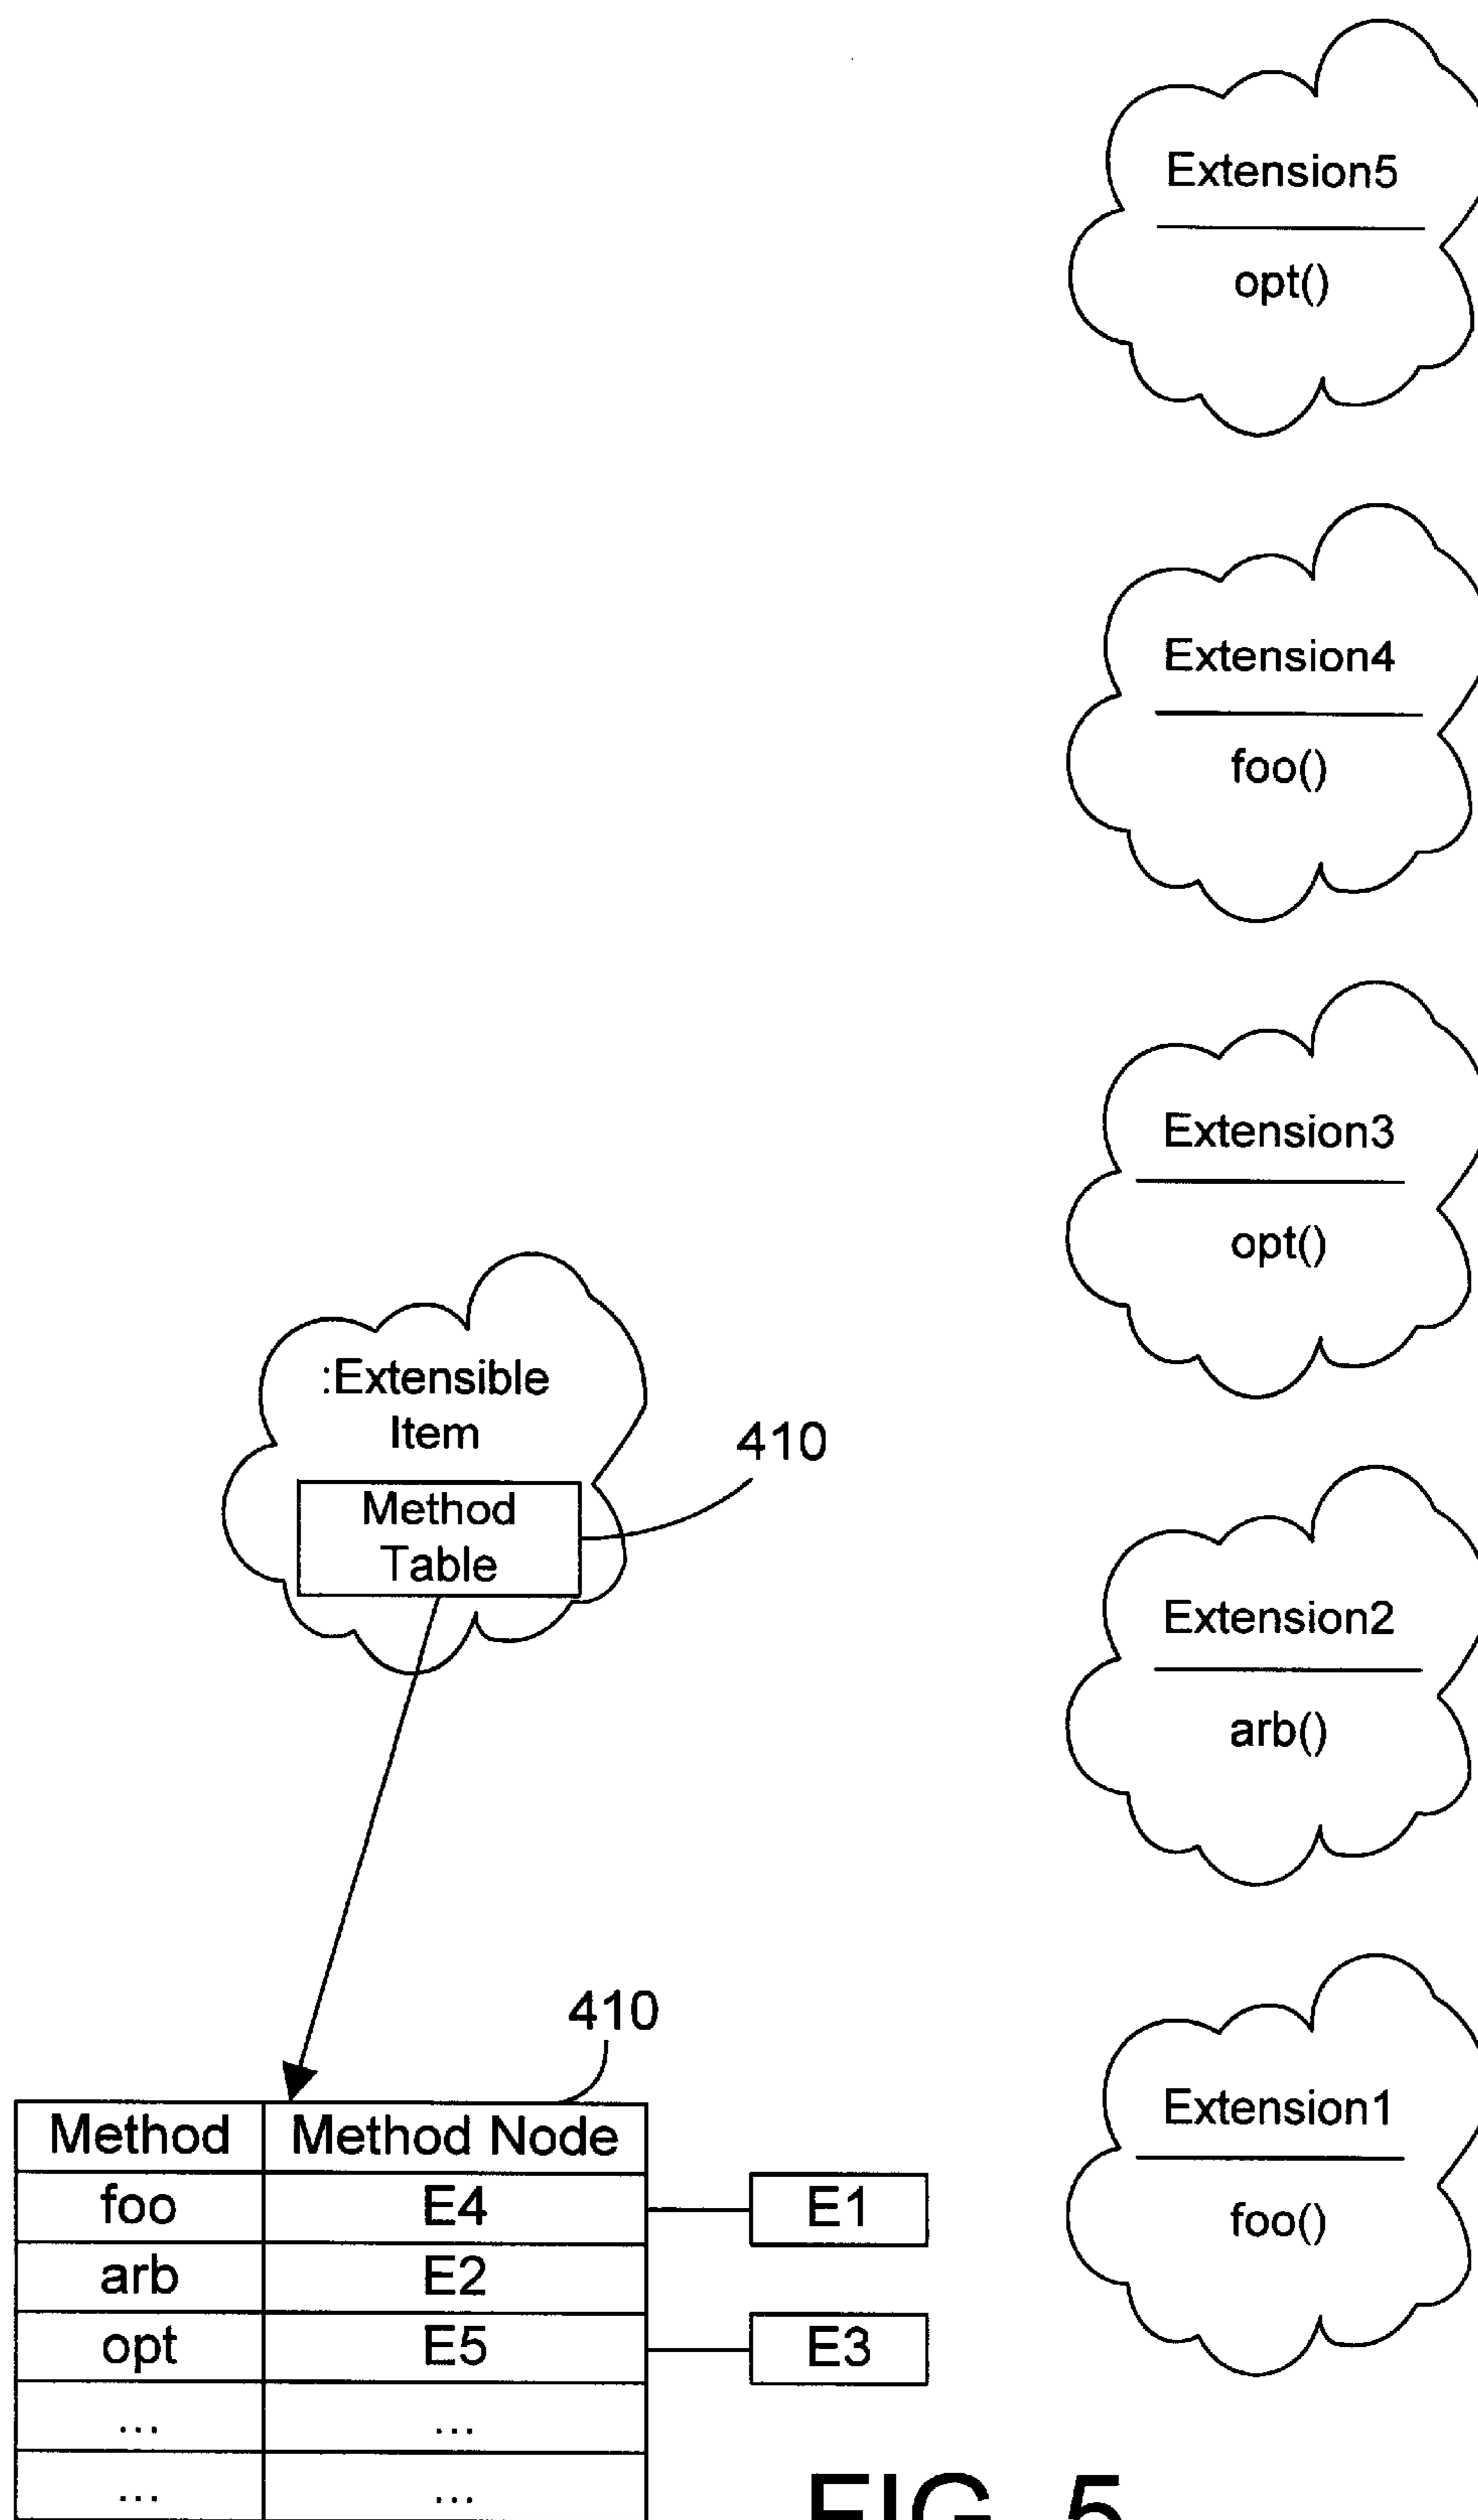 Extension5
opt()
Extension4
foo()
Extension3
opt()
:Extensible
Item
410
Method
Table
Extension2
arb()
410
Method Method Node
foo E4 E1
arb E2
opt E5 E3
... ...
... ...
Extension1
foo()
FIG. 5